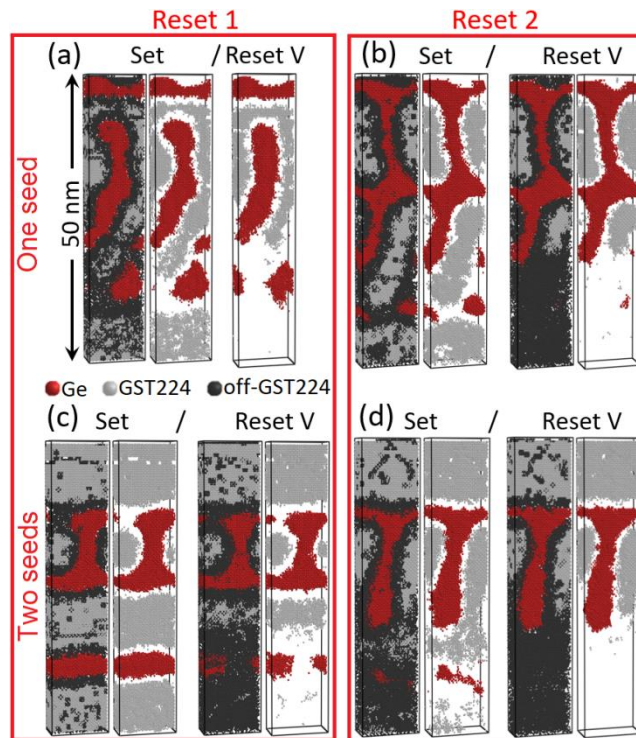 Reset 1
Reset 2
(a) Set / Reset V
(b) Set / Reset V
One seed
50 nm
Ge GST224 off-GST224
(c) Set / Reset V
(d) Set / Reset V
Two seeds